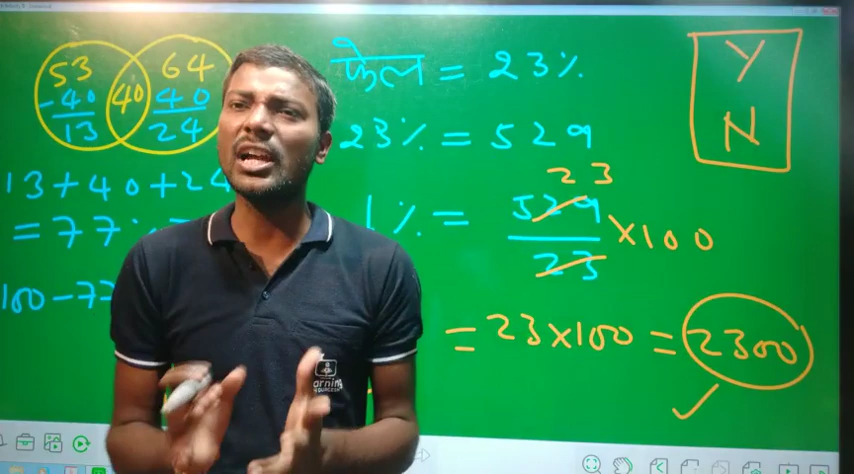 53 64
-40 40 40
13 24
13+40+24
=77%
100-77
फेल = 23%
23% = 529
23
1% = 529/23 ×100
= 23×100 = 2300
Y
N